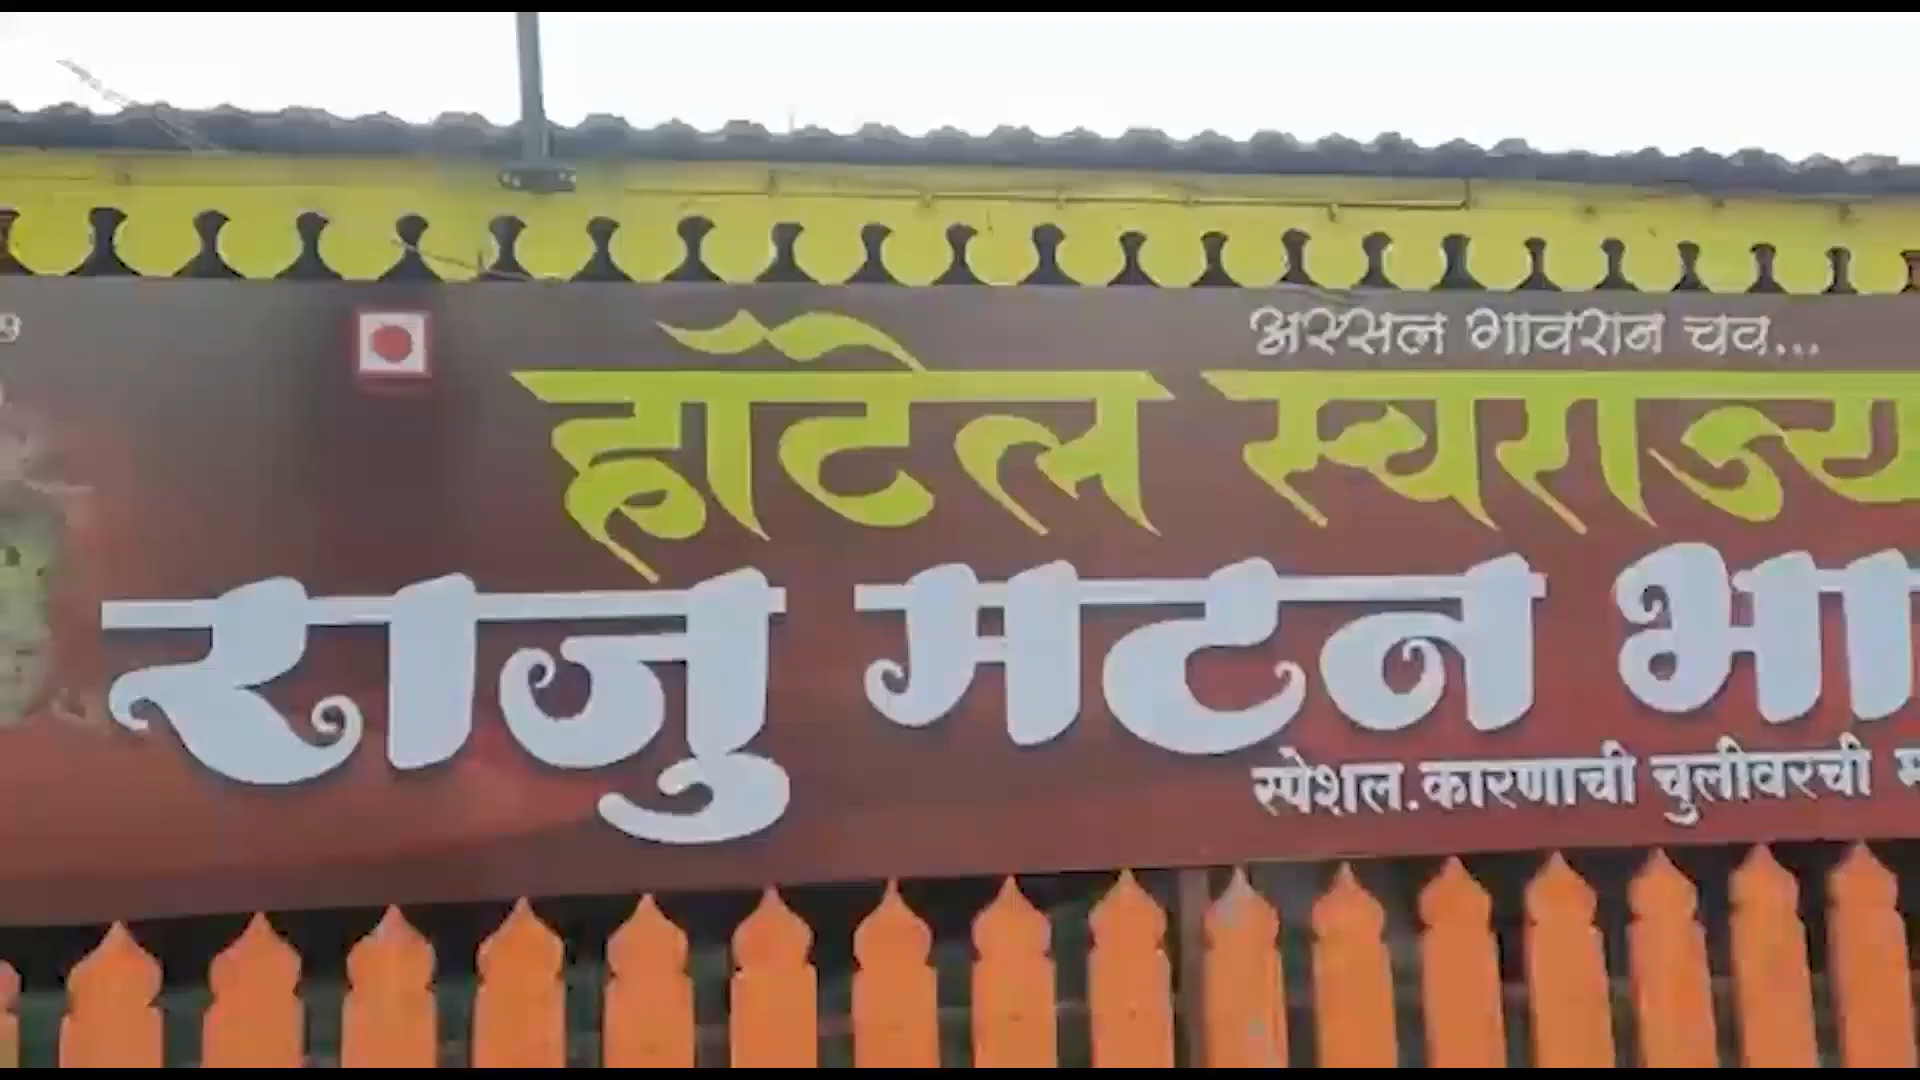 अस्सल गावरान चव...
हॉटेल स्वराज्य
राजु मटन
स्पेशल.कारणाची चुलीवरची